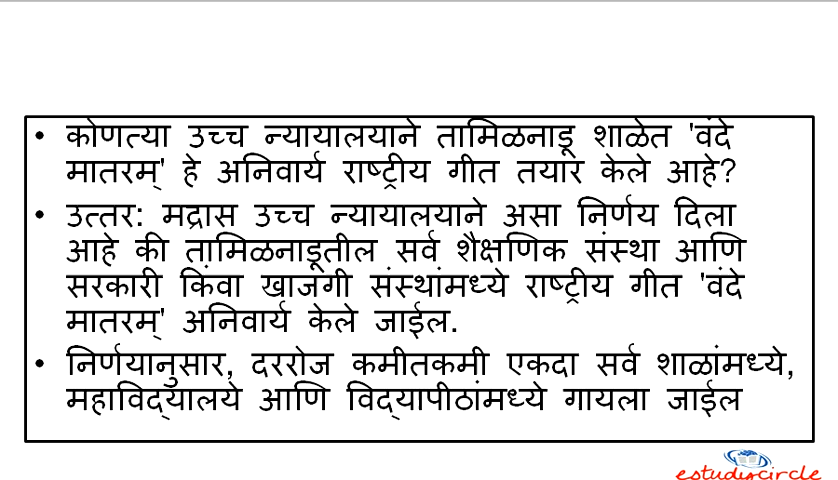 • कोणत्या उच्च न्यायालयाने तामिळनाडू शाळेत 'वंदे
मातरम्' हे अनिवार्य राष्ट्रीय गीत तयार केले आहे?
• उत्तर: मद्रास उच्च न्यायालयाने असा निर्णय दिला
आहे की तामिळनाडूतील सर्व शैक्षणिक संस्था आणि
सरकारी किंवा खाजगी संस्थांमध्ये राष्ट्रीय गीत 'वंदे
मातरम्' अनिवार्य केले जाईल.
• निर्णयानुसार, दररोज कमीतकमी एकदा सर्व शाळांमध्ये,
महाविद्यालये आणि विद्यापीठांमध्ये गायला जाईल
estudycircle